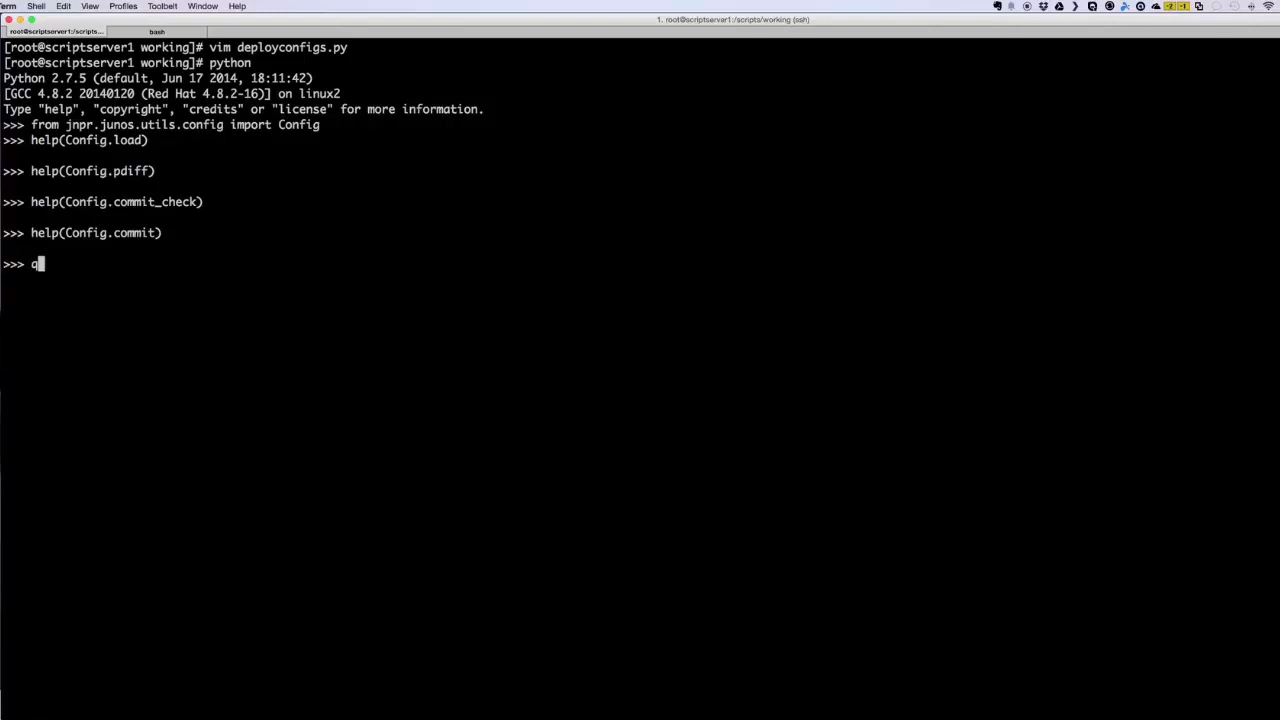 Term Shell Edit View Profiles Toolbelt Window Help
1. root@scriptserver1:/scripts/working (ssh)
root@scriptserver1:/scripts... bash
[root@scriptserver1 working]# vim deployconfigs.py
[root@scriptserver1 working]# python
Python 2.7.5 (default, Jun 17 2014, 18:11:42)
[GCC 4.8.2 20140120 (Red Hat 4.8.2-16)] on linux2
Type "help", "copyright", "credits" or "license" for more information.
>>> from jnpr.junos.utils.config import Config
>>> help(Config.load)
>>> help(Config.pdiff)
>>> help(Config.commit_check)
>>> help(Config.commit)
>>> q